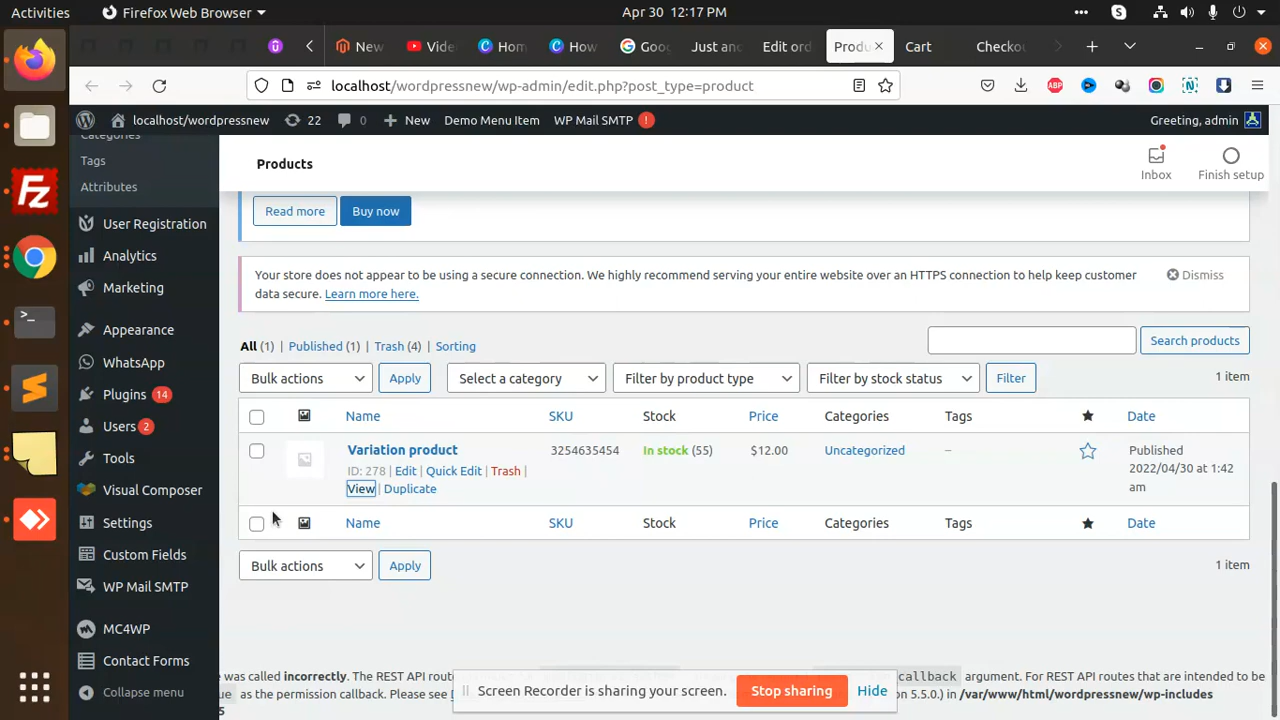 Activities Firefox Web Browser Apr 30 12:17 PM
New Vide Hom How Goo Just an Edit ord Produ Cart Checkou
localhost/wordpressnew/wp-admin/edit.php?post_type=product
localhost/wordpressnew 22 0 New Demo Menu Item WP Mail SMTP ! Greeting, admin
Categories
Tags
Attributes
User Registration
Analytics
Marketing
Appearance
WhatsApp
Plugins 14
Users 2
Tools
Visual Composer
Settings
Custom Fields
WP Mail SMTP
MC4WP
Contact Forms
Collapse menu
Products
Inbox
Finish setup
Read more Buy now
Your store does not appear to be using a secure connection. We highly recommend serving your entire website over an HTTPS connection to help keep customer
data secure. Learn more here.
Dismiss
All (1) | Published (1) | Trash (4) | Sorting
Search products
Bulk actions Apply Select a category Filter by product type Filter by stock status Filter 1 item
Name SKU Stock Price Categories Tags Date
Variation product 3254635454 In stock (55) $12.00 Uncategorized – Published
2022/04/30 at 1:42
am
ID: 278 | Edit | Quick Edit | Trash |
View | Duplicate
Name SKU Stock Price Categories Tags Date
Bulk actions Apply 1 item
e was called incorrectly. The REST API rout callback argument. For REST API routes that are intended to be
ue as the permission callback. Please see on 5.5.0.) in /var/www/html/wordpressnew/wp-includes
Screen Recorder is sharing your screen. Stop sharing Hide